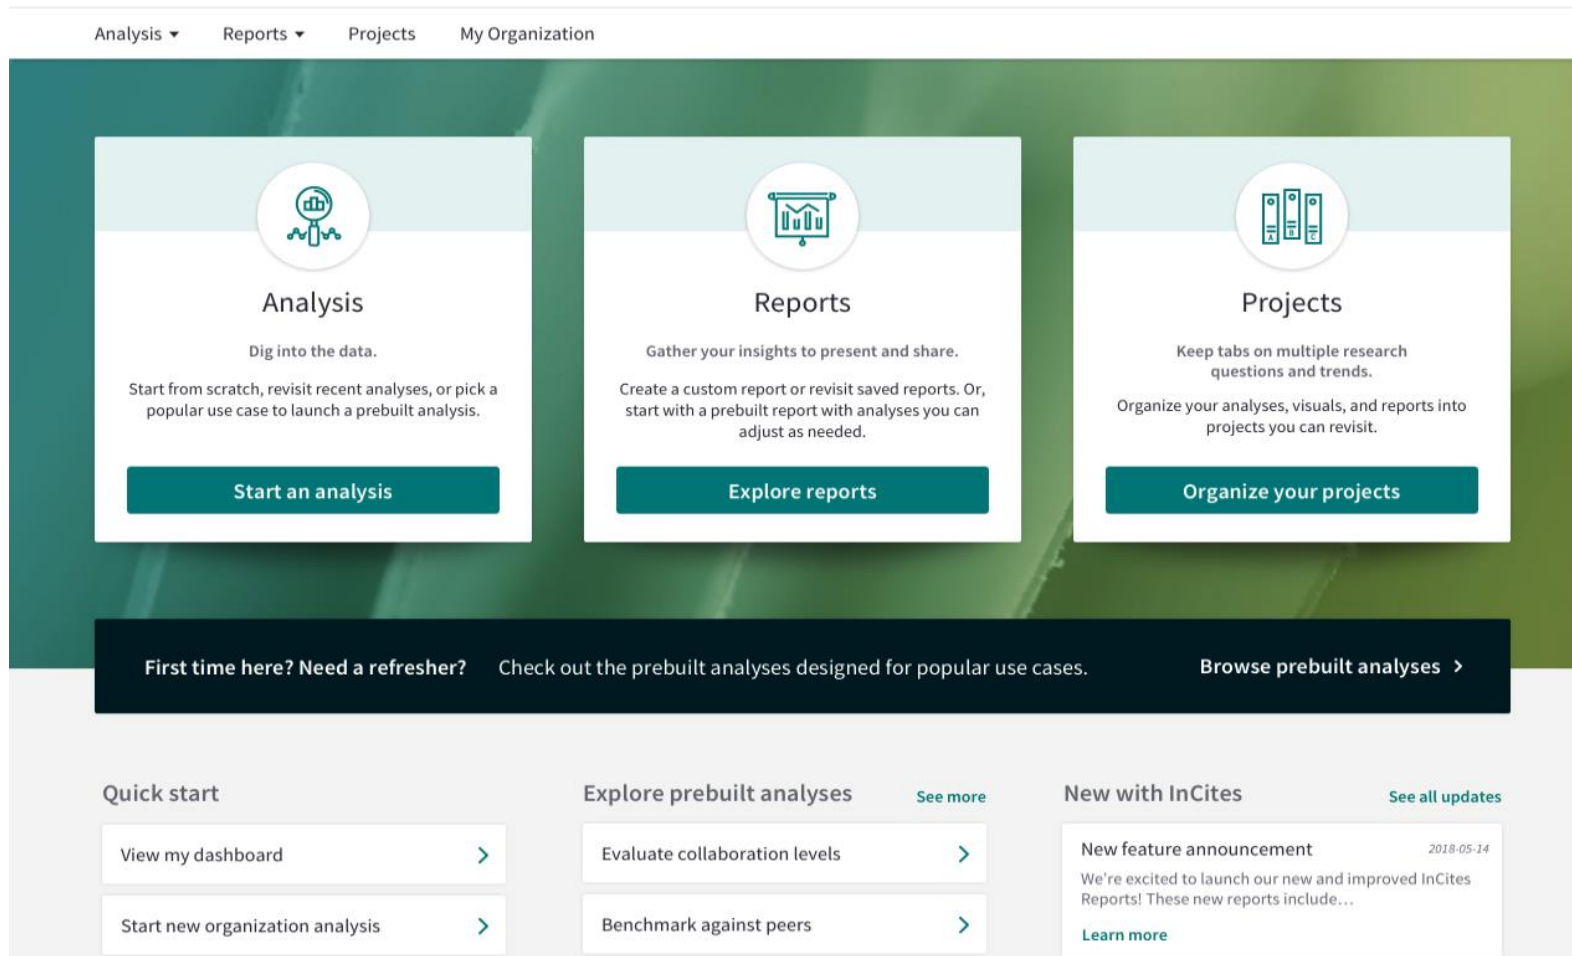 Analysis
Reports
Projects
My Organization
Analysis
Dig into the data.
Start from scratch, revisit recent analyses, or pick a
popular use case to launch a prebuilt analysis.
Start an analysis
Reports
Gather your insights to present and share.
Create a custom report or revisit saved reports. Or,
start with a prebuilt report with analyses you can
adjust as needed.
Explore reports
A
B
C
Projects
Keep tabs on multiple research
questions and trends.
Organize your analyses, visuals, and reports into
projects you can revisit.
Organize your projects
First time here? Need a refresher?
Check out the prebuilt analyses designed for popular use cases.
Browse prebuilt analyses
Quick start
View my dashboard
Start new organization analysis
Explore prebuilt analyses
See more
Evaluate collaboration levels
Benchmark against peers
New with InCites
See all updates
New feature announcement
2018-05-14
We're excited to launch our new and improved InCites
Reports! These new reports include...
Learn more